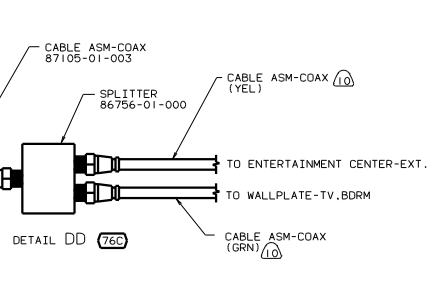 CABLE ASM-COAX
87105-01-003
SPLITTER
86756-01-000
CABLE ASM-COAX 10
(YEL)
TO ENTERTAINMENT CENTER-EXT.
TO WALLPLATE-TV,BDRM
CABLE ASM-COAX
(GRN) 10
DETAIL DD 76C